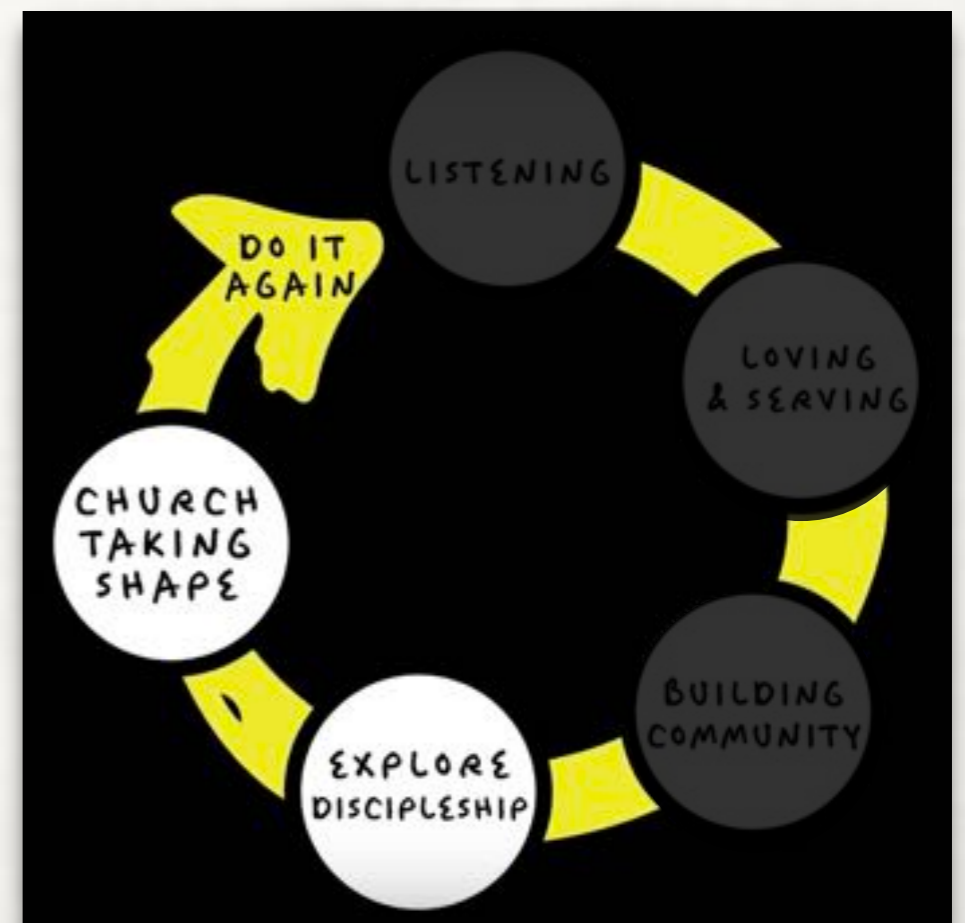 LISTENING
LOVING
& SERVING
BUILDING
COMMUNITY
EXPLORE
DISCIPLESHIP
CHURCH
TAKING
SHAPE
DO IT
AGAIN